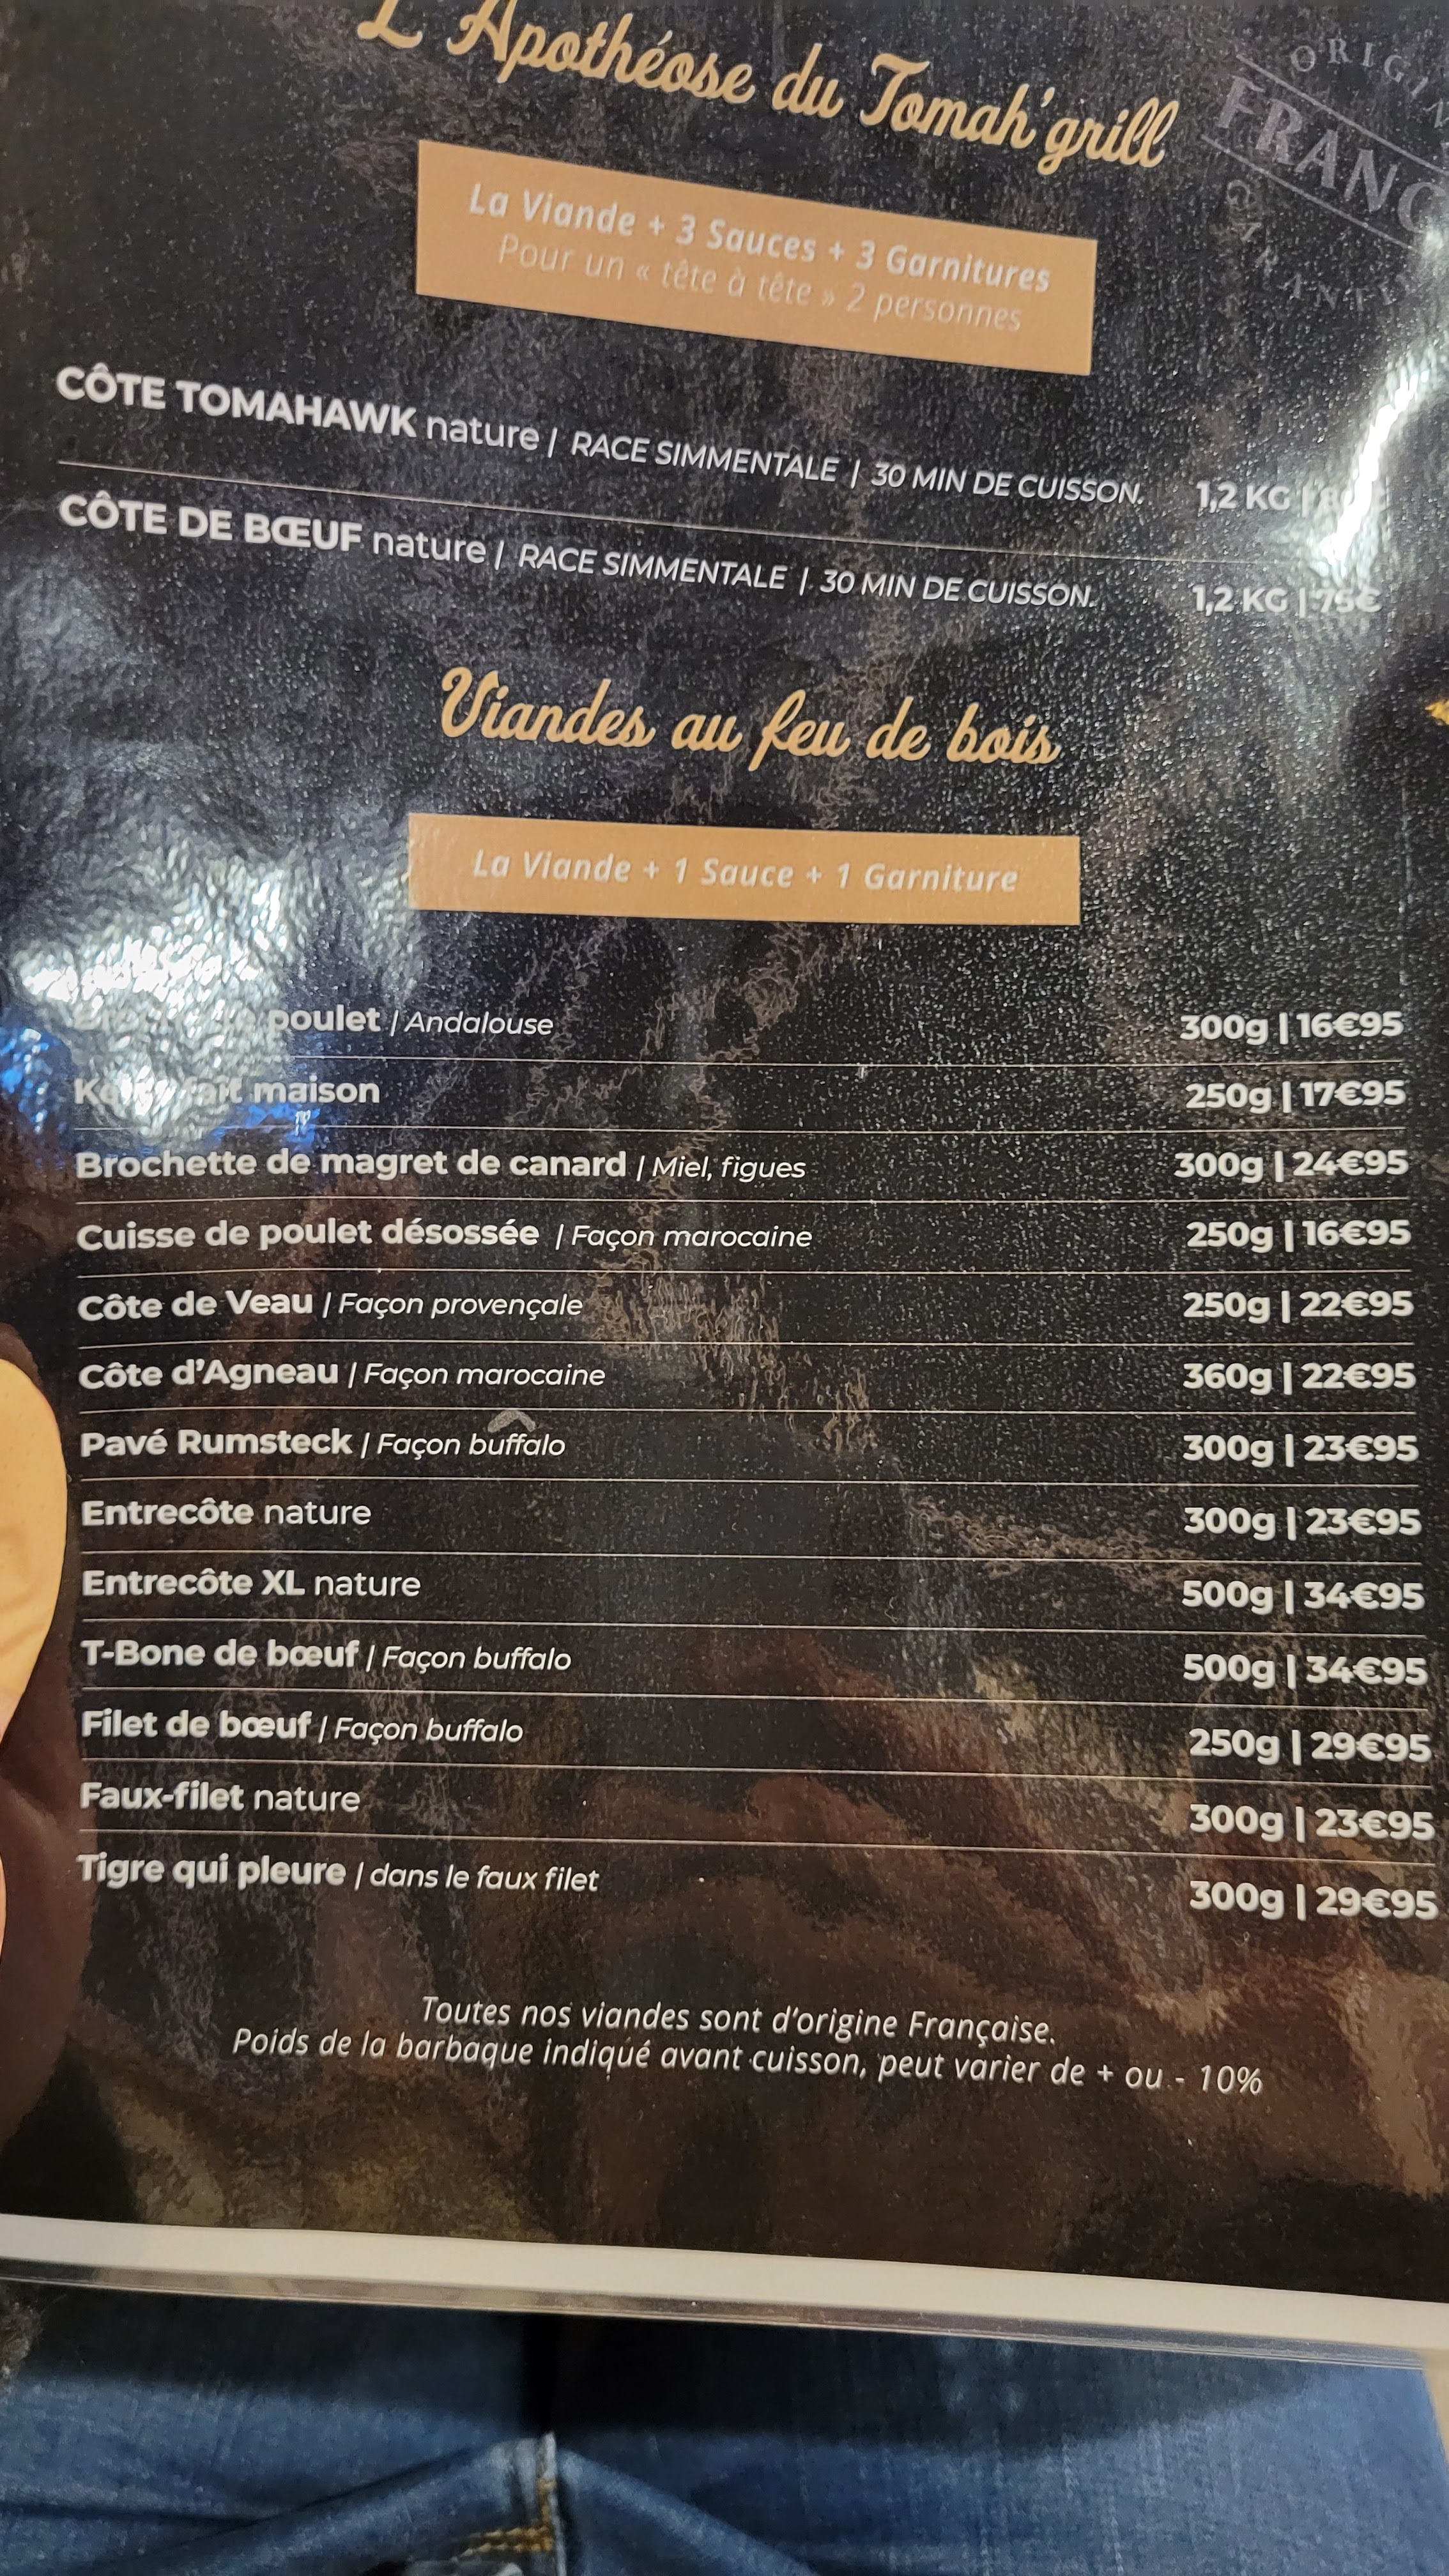 L'Apothéose du Tomah'grill
FRANC
La Viande + 3 Sauces + 3 Garnitures
Pour un « tête à tête » 2 personnes
CÔTE TOMAHAWK nature | RACE SIMMENTALE | 30 MIN DE CUISSON. 1,2 KG |
CÔTE DE BŒUF nature | RACE SIMMENTALE | 30 MIN DE CUISSON. 1,2 KG | 75€
Viandes au feu de bois
La Viande + 1 Sauce + 1 Garniture
poulet | Andalouse 300g | 16€95
maison 250g | 17€95
Brochette de magret de canard | Miel, figues 300g | 24€95
Cuisse de poulet désossée | Façon marocaine 250g | 16€95
Côte de Veau | Façon provençale 250g | 22€95
Côte d'Agneau | Façon marocaine 360g | 22€95
Pavé Rumsteck | Façon buffalo 300g | 23€95
Entrecôte nature 300g | 23€95
Entrecôte XL nature 500g | 34€95
T-Bone de bœuf | Façon buffalo 500g | 34€95
Filet de bœuf | Façon buffalo 250g | 29€95
Faux-filet nature 300g | 23€95
Tigre qui pleure | dans le faux filet 300g | 29€95
Toutes nos viandes sont d'origine Française.
Poids de la barbaque indiqué avant cuisson, peut varier de + ou - 10%